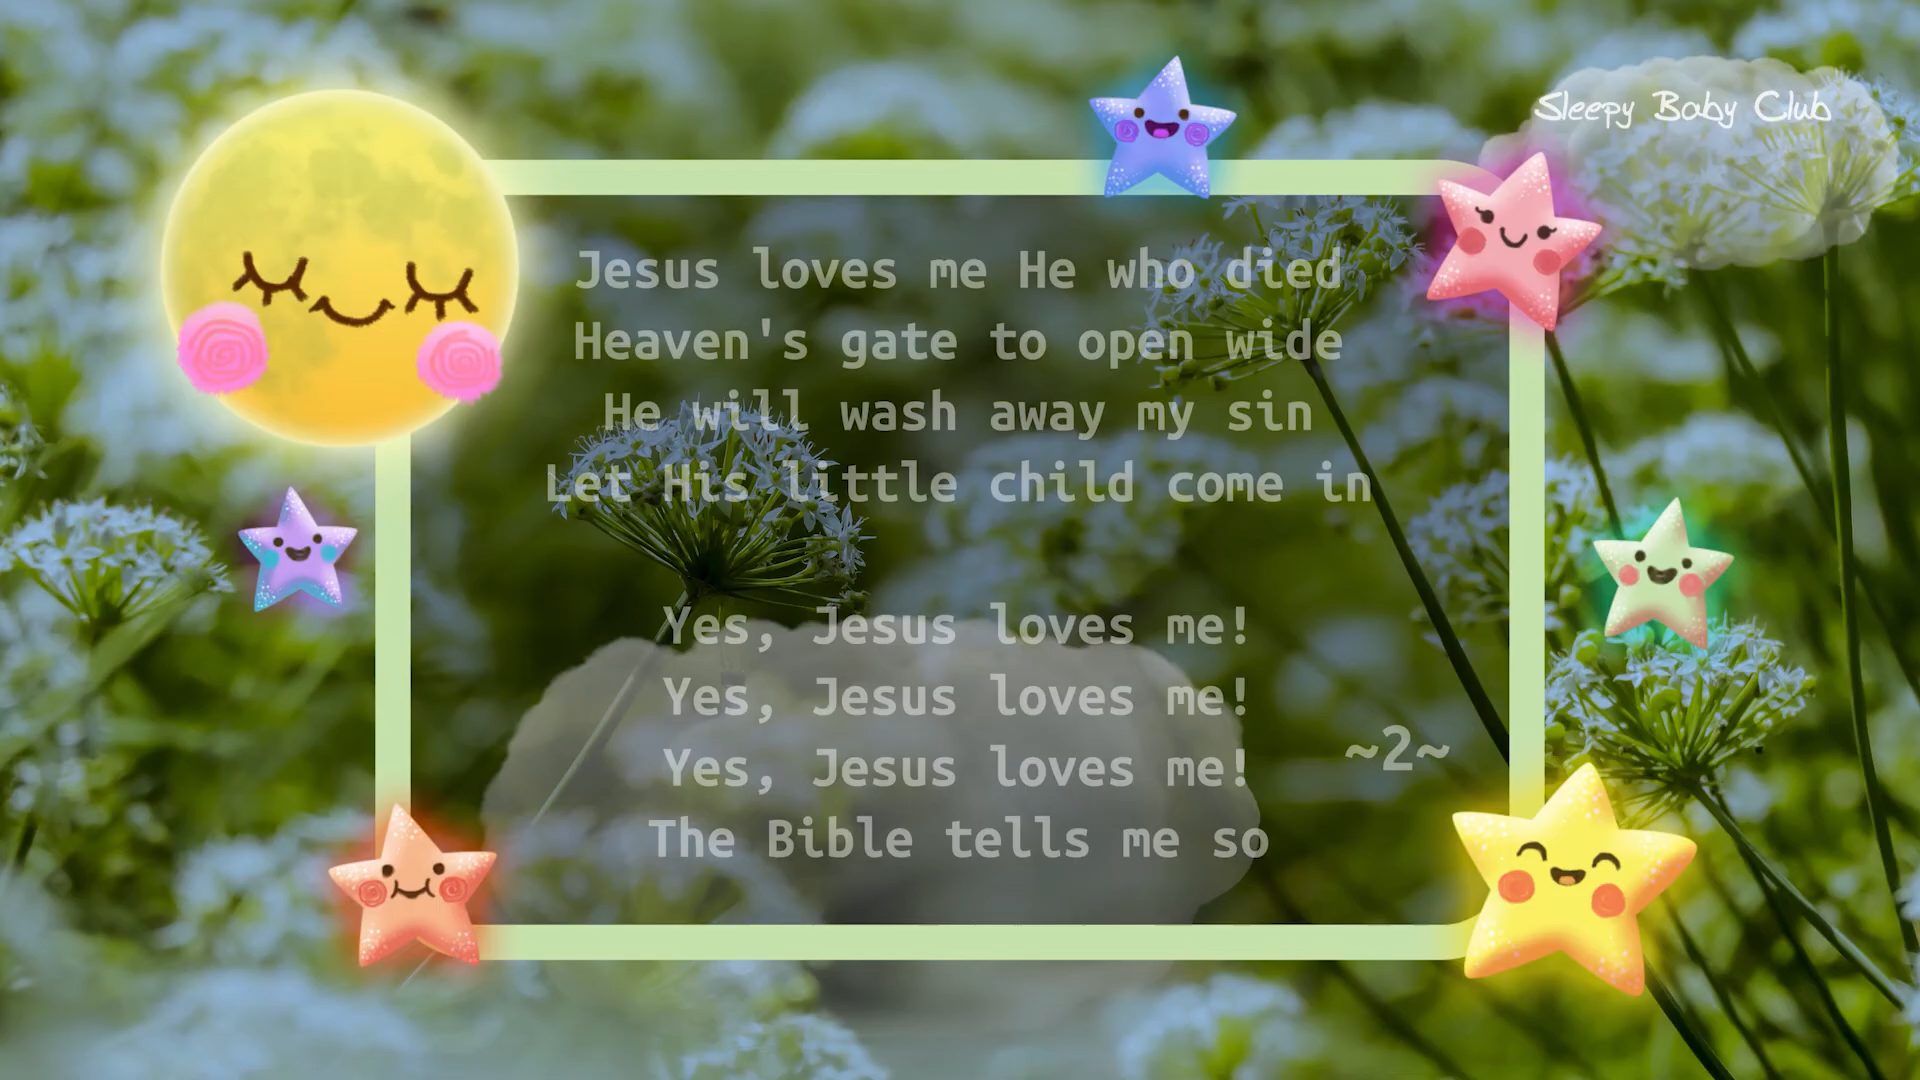 Sleepy Baby Club
Jesus loves me He who died
Heaven's gate to open wide
He will wash away my sin
Let His little child come in
Yes, Jesus loves me!
Yes, Jesus loves me!
Yes, Jesus loves me!
~2~
The Bible tells me so